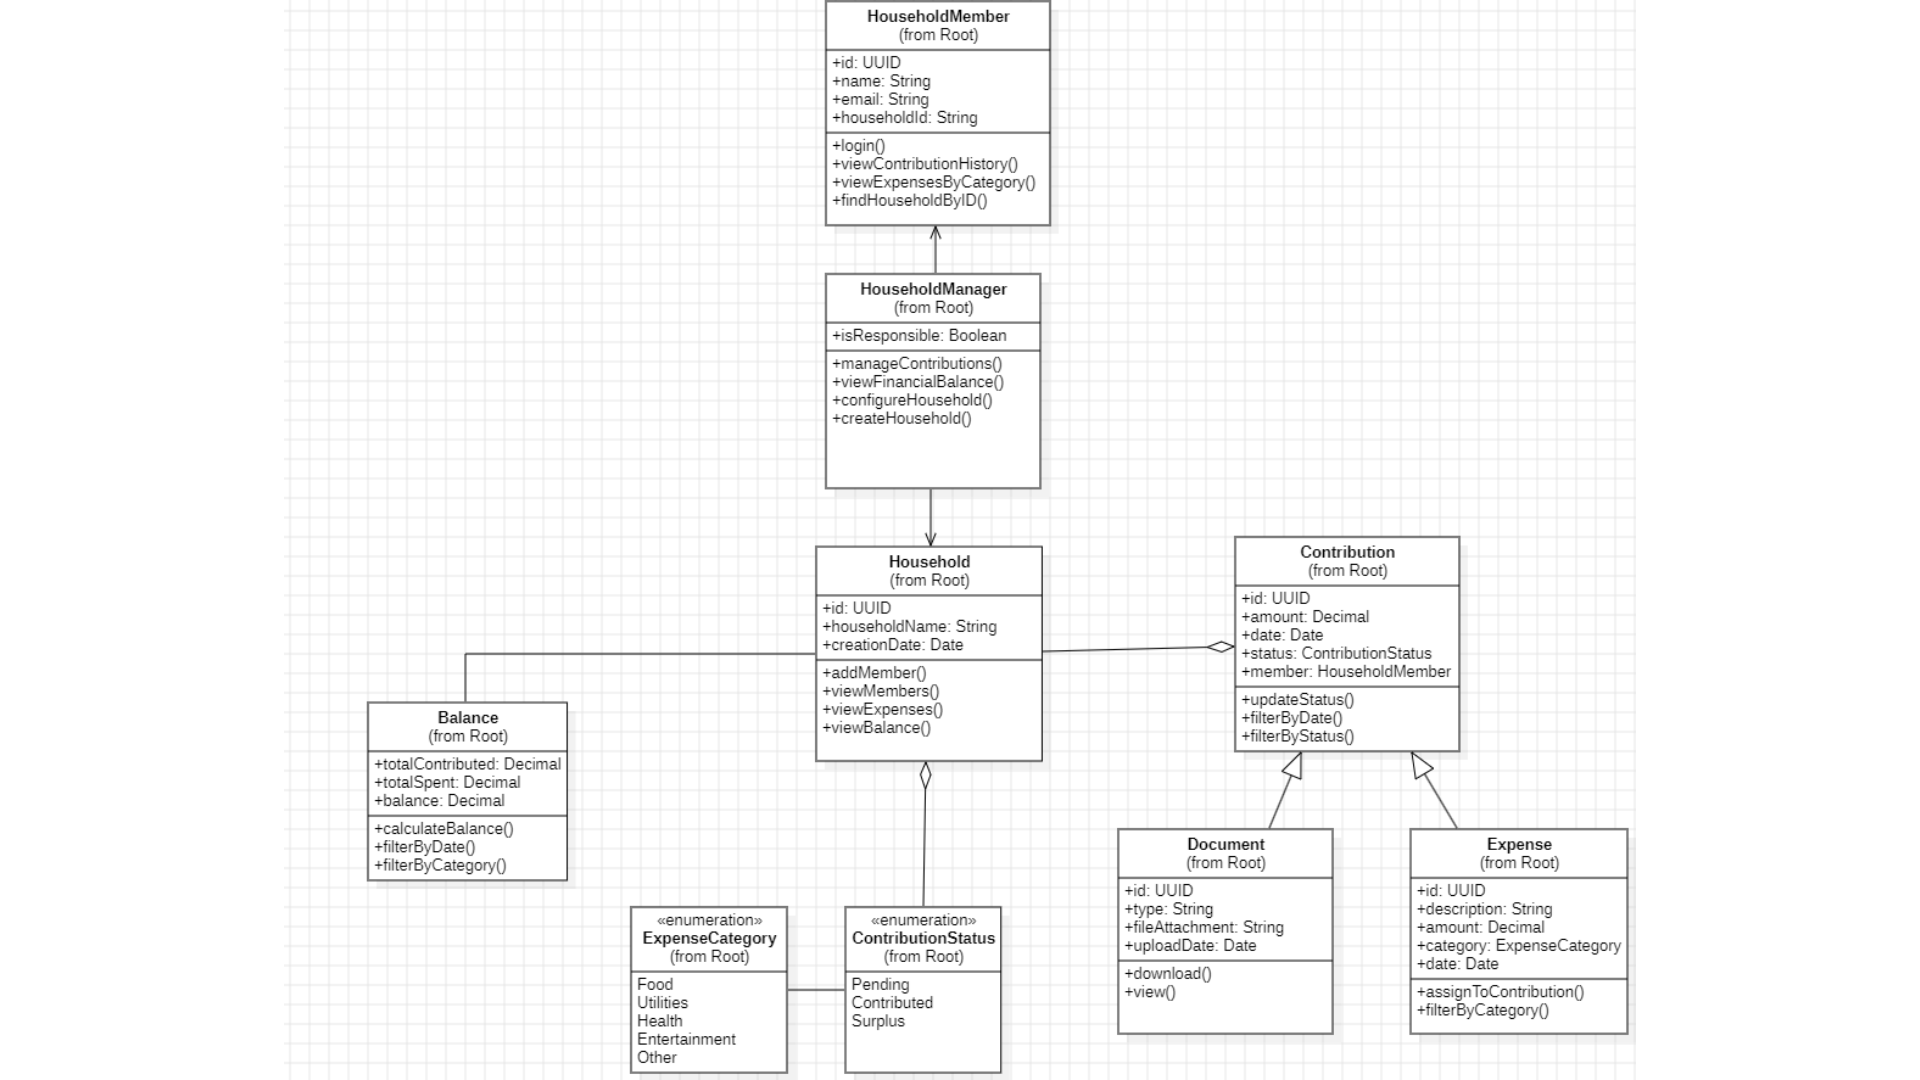 HouseholdMember
(from Root)
+id: UUID
+name: String
+email: String
+householdId: String
+login()
+viewContributionHistory()
+viewExpensesByCategory()
+findHouseholdByID()
HouseholdManager
(from Root)
+isResponsible: Boolean
+manageContributions()
+viewFinancialBalance()
+configureHousehold()
+createHousehold()
Household
(from Root)
+id: UUID
+householdName: String
+creationDate: Date
+addMember()
+viewMembers()
+viewExpenses()
+viewBalance()
Contribution
(from Root)
+id: UUID
+amount: Decimal
+date: Date
+status: ContributionStatus
+member: HouseholdMember
+updateStatus()
+filterByDate()
+filterByStatus()
Balance
(from Root)
+totalContributed: Decimal
+totalSpent: Decimal
+balance: Decimal
+calculateBalance()
+filterByDate()
+filterByCategory()
«enumeration»
ExpenseCategory
(from Root)
Food
Utilities
Health
Entertainment
Other
«enumeration»
ContributionStatus
(from Root)
Pending
Contributed
Surplus
Document
(from Root)
+id: UUID
+type: String
+fileAttachment: String
+uploadDate: Date
+download()
+view()
Expense
(from Root)
+id: UUID
+description: String
+amount: Decimal
+category: ExpenseCategory
+date: Date
+assignToContribution()
+filterByCategory()